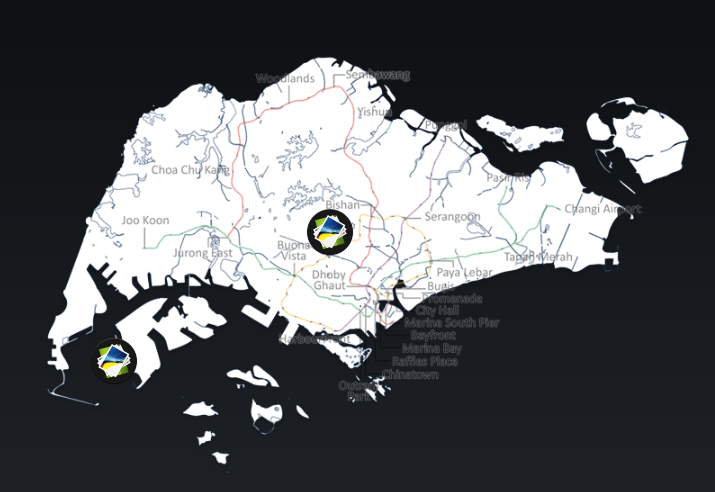 Woodlands
Sembawang
Yishun
Punggol
Choa Chu Kang
Pasir Ris
Bishan
Changi Airport
Joo Koon
Serangoon
Jurong East
Buona
Vista
Tanah Merah
Dhoby
Ghaut
Paya Lebar
Bugis
Promenade
City Hall
Marina South Pier
Bayfront
HarbourFront
Marina Bay
Raffles Place
Chinatown
Outram
Park